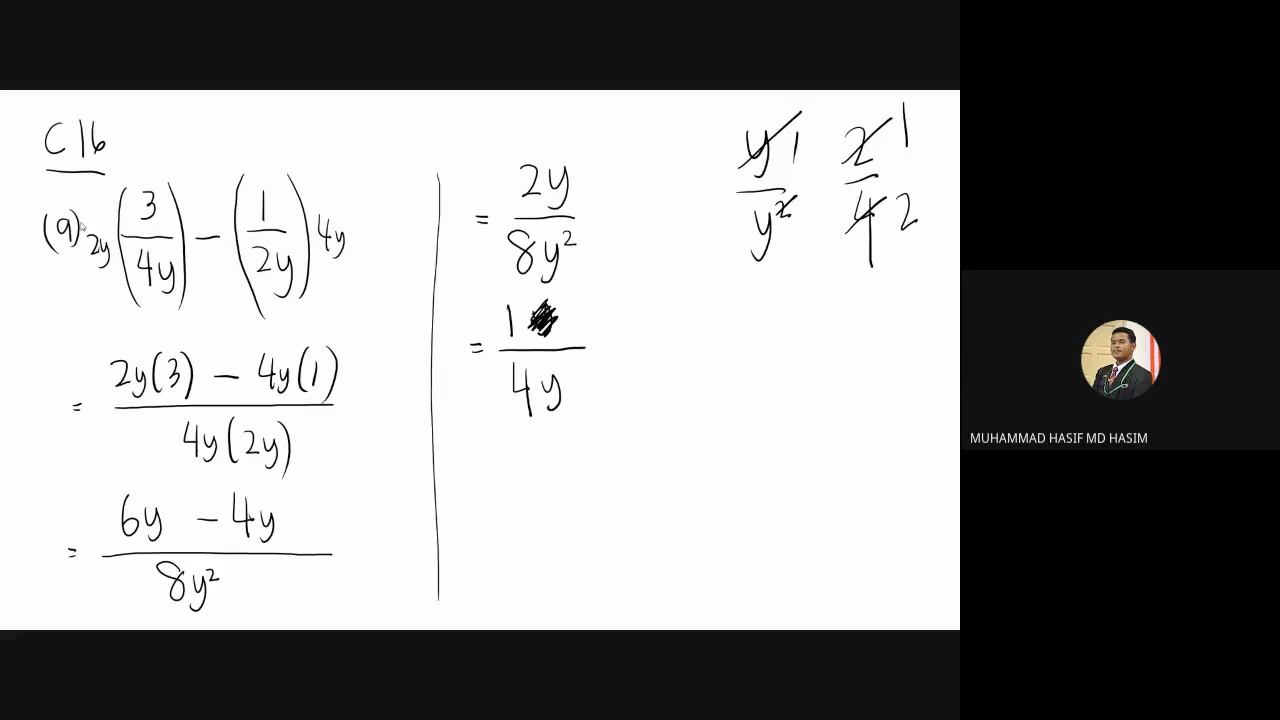 C 16
(a) 2y (3/4y) - (1/2y) 4y
= 2y(3) - 4y(1) / 4y(2y)
= 6y - 4y / 8y²
= 2y / 8y²
= 1 / 4y
y 1 / y²
2 1 / 4 2
MUHAMMAD HASIF MD HASIM